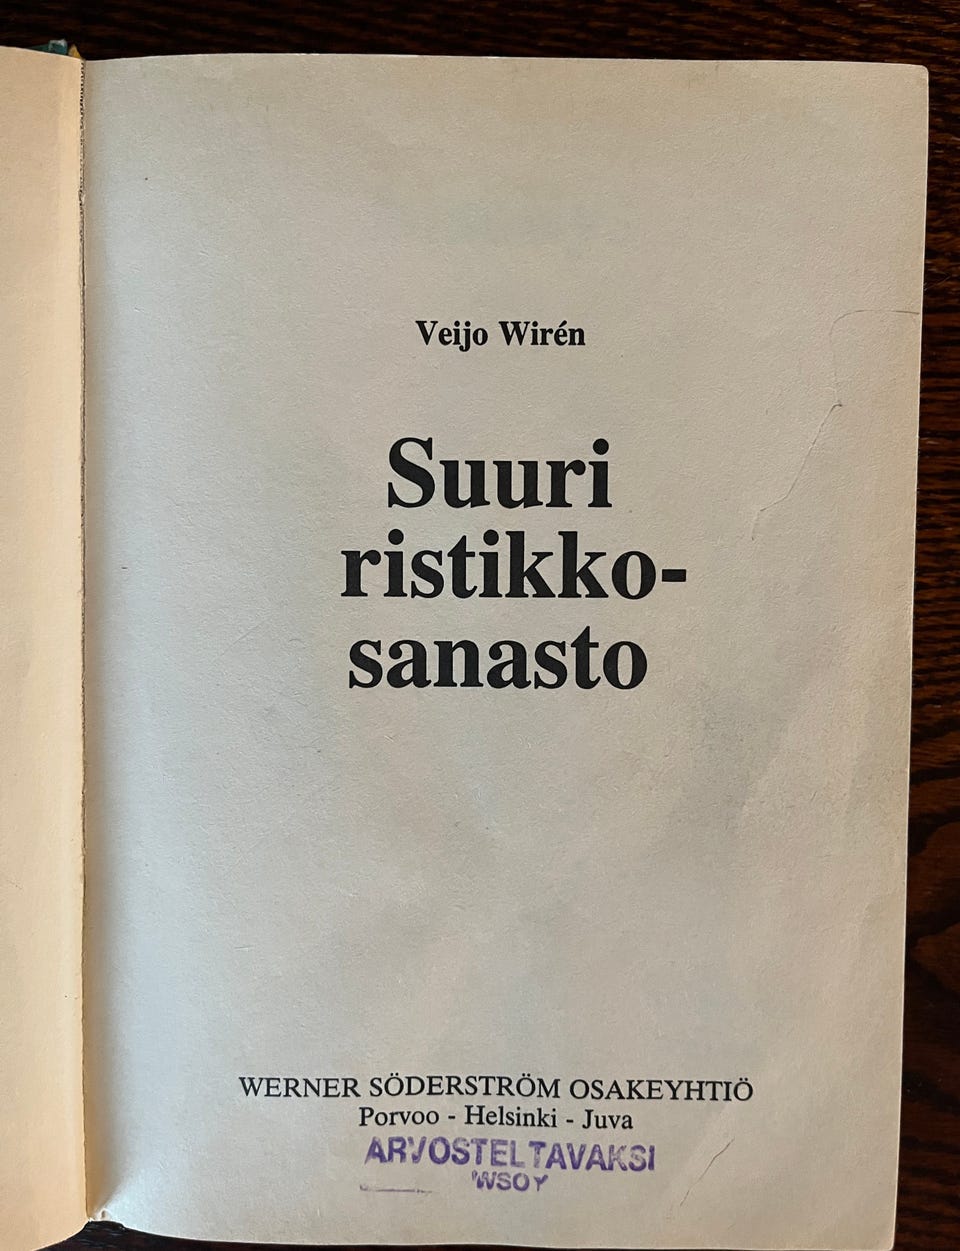 Veijo Wirén
Suuri
ristikko-
sanasto
WERNER SÖDERSTRÖM OSAKEYHTIÖ
Porvoo - Helsinki - Juva
ARVOSTELTAVAKSI
WSOY